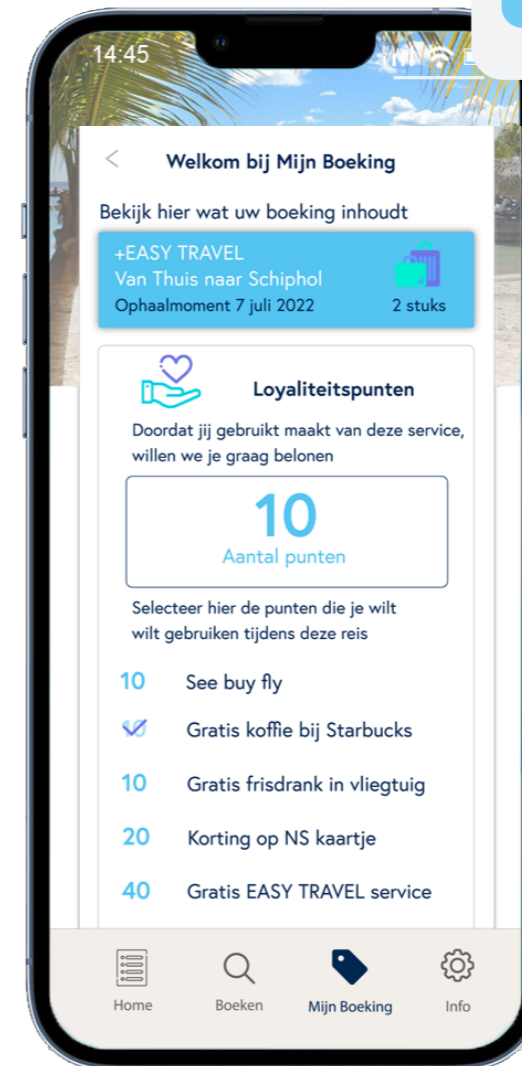 14:45
Welkom bij Mijn Boeking
Bekijk hier wat uw boeking inhoudt
+EASY TRAVEL
Van Thuis naar Schiphol
Ophaalmoment 7 juli 2022 2 stuks
Loyaliteitspunten
Doordat jij gebruikt maakt van deze service,
willen we je graag belonen
10
Aantal punten
Selecteer hier de punten die je wilt
wilt gebruiken tijdens deze reis
10 See buy fly
10 Gratis koffie bij Starbucks
10 Gratis frisdrank in vliegtuig
20 Korting op NS kaartje
40 Gratis EASY TRAVEL service
Home Boeken Mijn Boeking Info